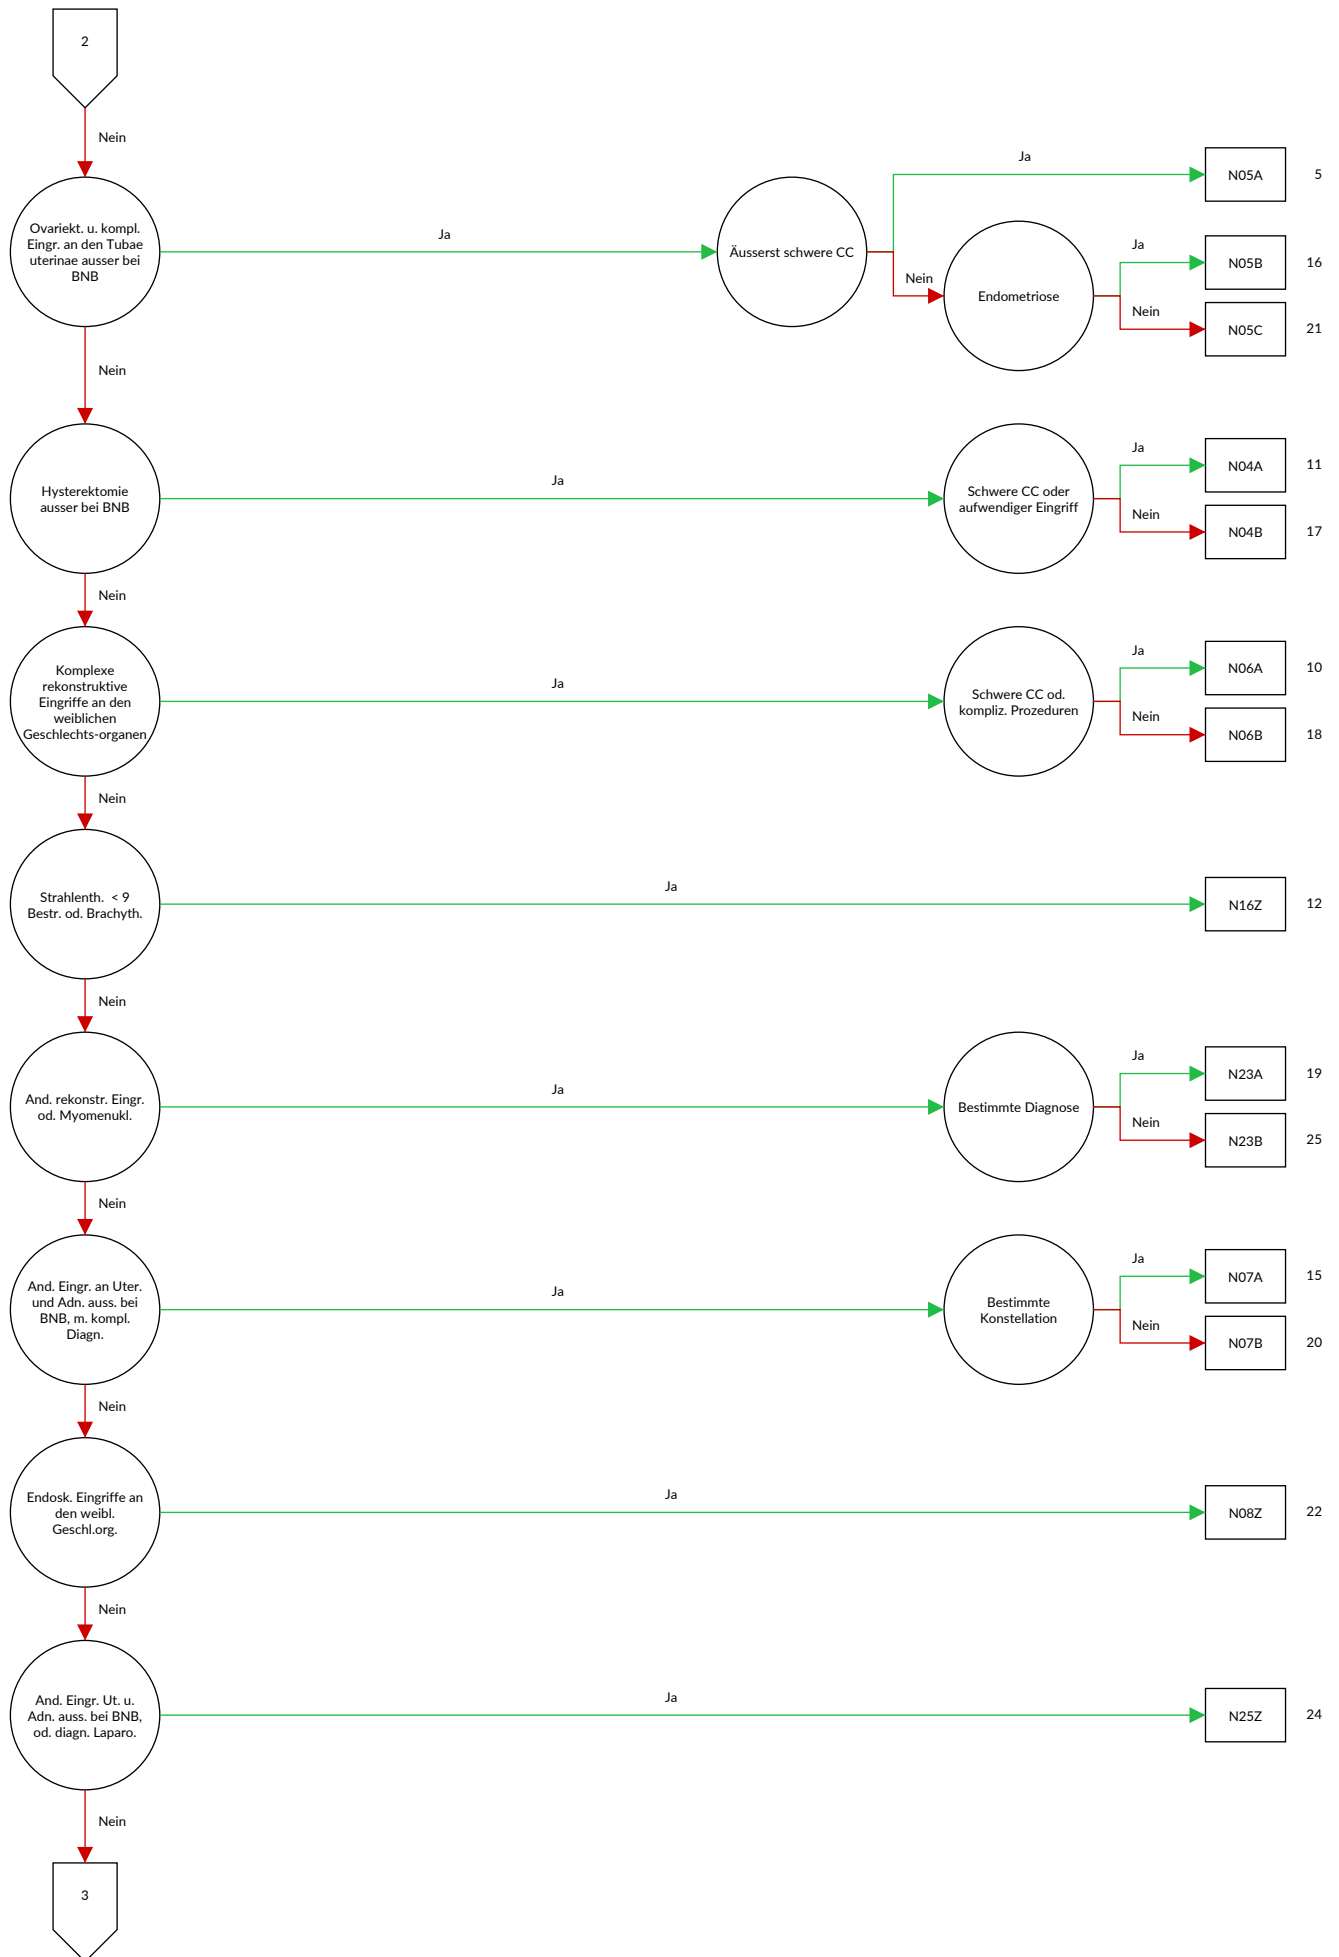 2
Nein
Ja
N05A
5
Ovariekt. u. kompl.
Eingr. an den Tubae
uterinae ausser bei
BNB
Ja
Äusserst schwere CC
Nein
Endometriose
Ja
N05B
16
Nein
N05C
21
Nein
Hysterektomie
ausser bei BNB
Ja
Schwere CC oder
aufwendiger Eingriff
Ja
N04A
11
Nein
N04B
17
Nein
Komplexe
rekonstruktive
Eingriffe an den
weiblichen
Geschlechts-organen
Ja
Schwere CC od.
kompliz. Prozeduren
Ja
N06A
10
Nein
N06B
18
Nein
Strahlenth. < 9
Bestr. od. Brachyth.
Ja
N16Z
12
Nein
And. rekonstr. Eingr.
od. Myomenukl.
Ja
Bestimmte Diagnose
Ja
N23A
19
Nein
N23B
25
Nein
And. Eingr. an Uter.
und Adn. auss. bei
BNB, m. kompl.
Diagn.
Ja
Bestimmte
Konstellation
Ja
N07A
15
Nein
N07B
20
Nein
Endosk. Eingriffe an
den weibl.
Geschl.org.
Ja
N08Z
22
Nein
And. Eingr. Ut. u.
Adn. auss. bei BNB,
od. diagn. Laparo.
Ja
N25Z
24
Nein
3